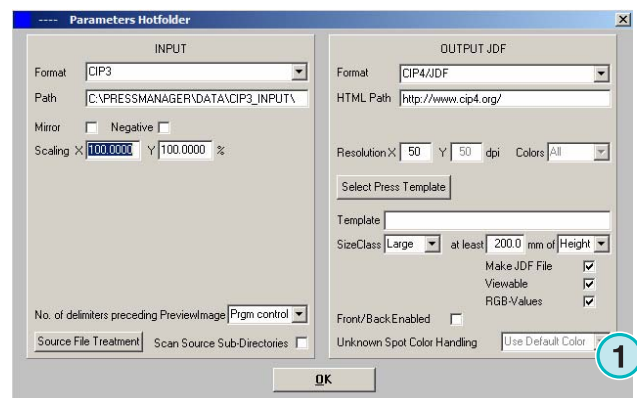 ---- Parameters Hotfolder
INPUT
Format CIP3
Path C:\PRESSMANAGER\DATA\CIP3_INPUT\
Mirror Negative
Scaling X 100.0000 Y 100.0000 %
No. of delimiters preceding PreviewImage Prgm control
Source File Treatment Scan Source Sub-Directories
OUTPUT JDF
Format CIP4/JDF
HTML Path http://www.cip4.org/
Resolution X 50 Y 50 dpi Colors All
Select Press Template
Template
SizeClass Large at least 200.0 mm of Height
Make JDF File
Viewable
RGB-Values
Front/Back Enabled
Unknown Spot Color Handling Use Default Color
1
OK